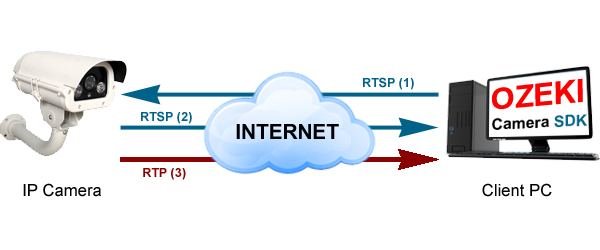 RTSP (1)
RTSP (2)
INTERNET
RTP (3)
OZEKI
Camera SDK
IP Camera
Client PC